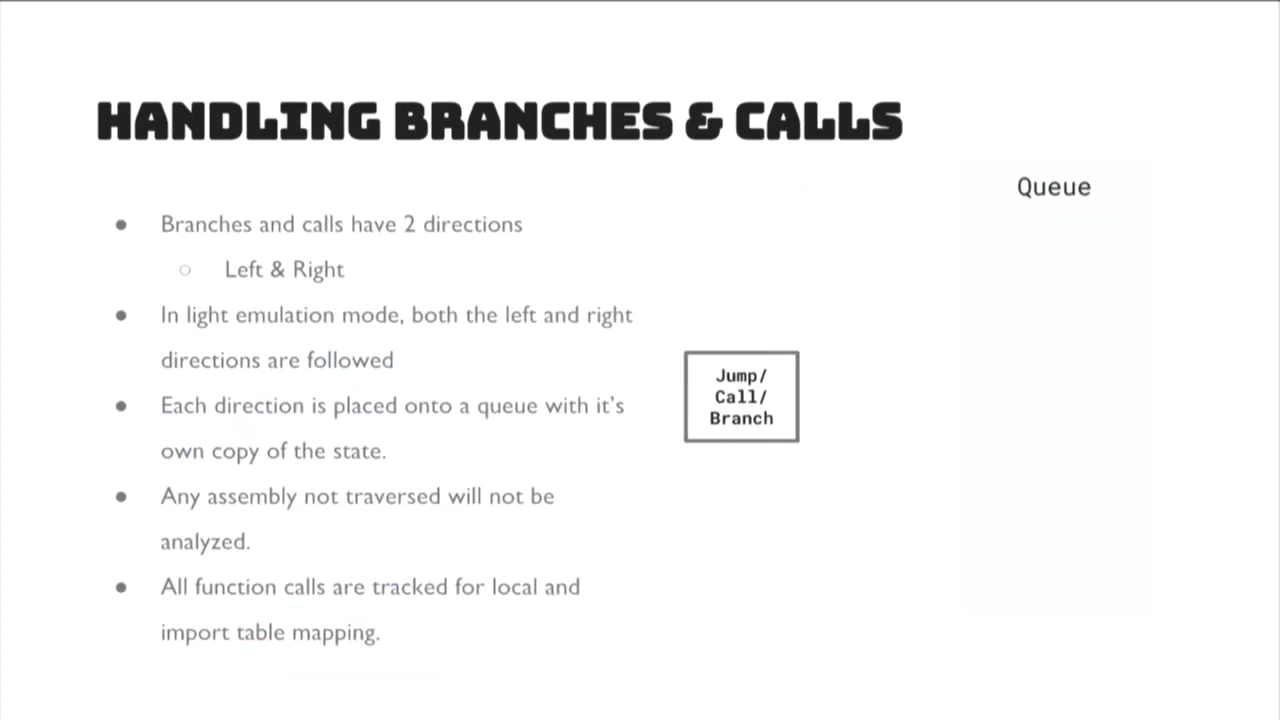 HANDLING BRANCHES & CALLS
Queue
● Branches and calls have 2 directions
○ Left & Right
● In light emulation mode, both the left and right
directions are followed
● Each direction is placed onto a queue with it's
own copy of the state.
● Any assembly not traversed will not be
analyzed.
● All function calls are tracked for local and
import table mapping.
Jump/
Call/
Branch